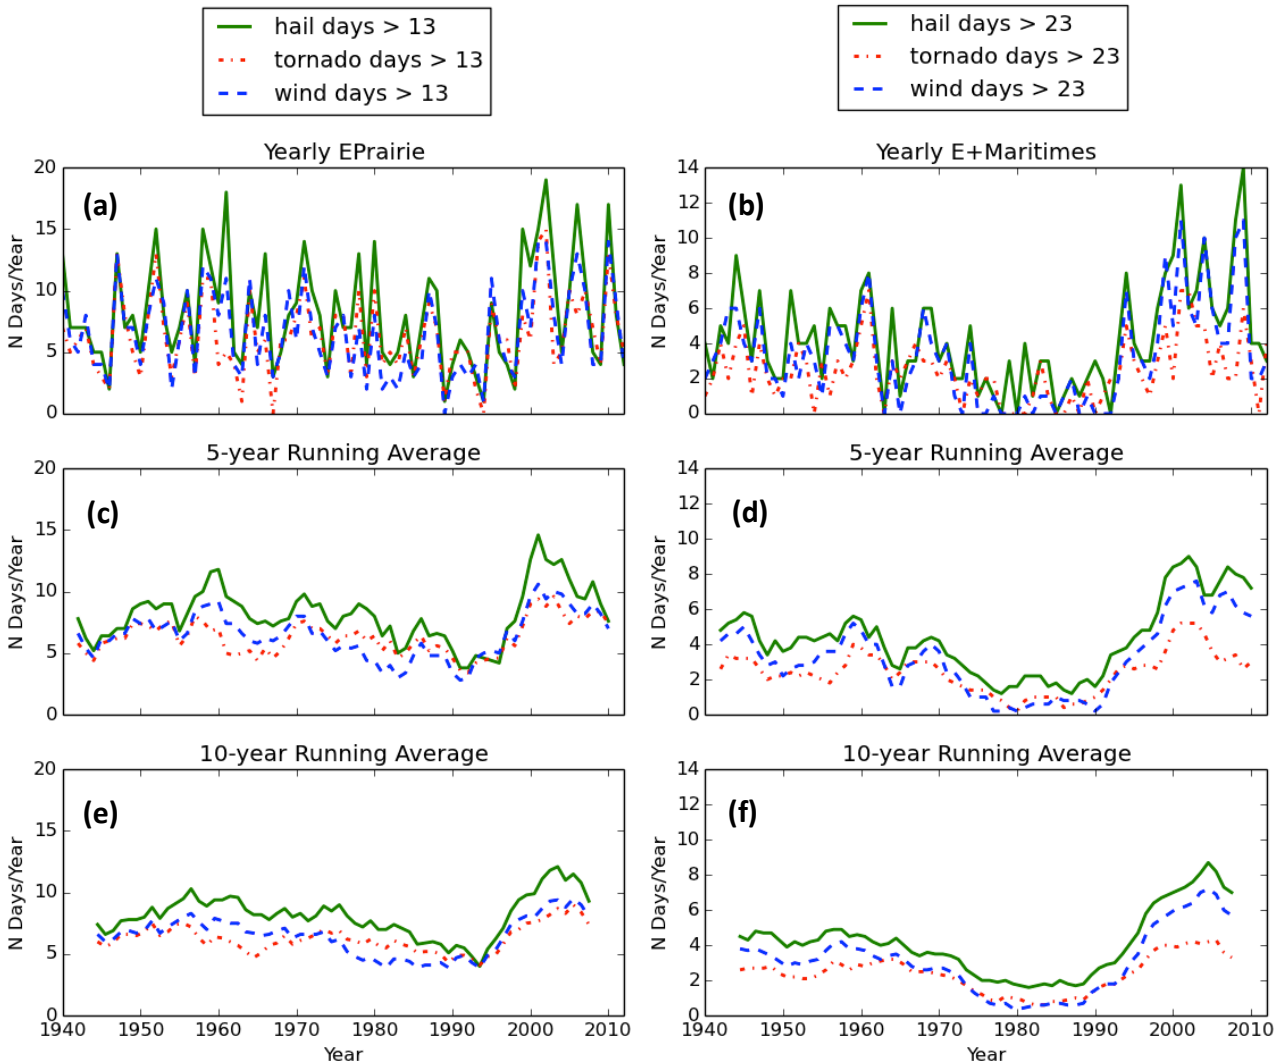 hail days > 13
tornado days > 13
wind days > 13
hail days > 23
tornado days > 23
wind days > 23
Yearly EPrairie
(a)
N Days/Year
20
15
10
5
0
Yearly E+Maritimes
(b)
N Days/Year
14
12
10
8
6
4
2
0
5-year Running Average
(c)
N Days/Year
20
15
10
5
0
5-year Running Average
(d)
N Days/Year
14
12
10
8
6
4
2
0
10-year Running Average
(e)
N Days/Year
20
15
10
5
0
1940 1950 1960 1970 1980 1990 2000 2010
Year
10-year Running Average
(f)
N Days/Year
14
12
10
8
6
4
2
0
1940 1950 1960 1970 1980 1990 2000 2010
Year